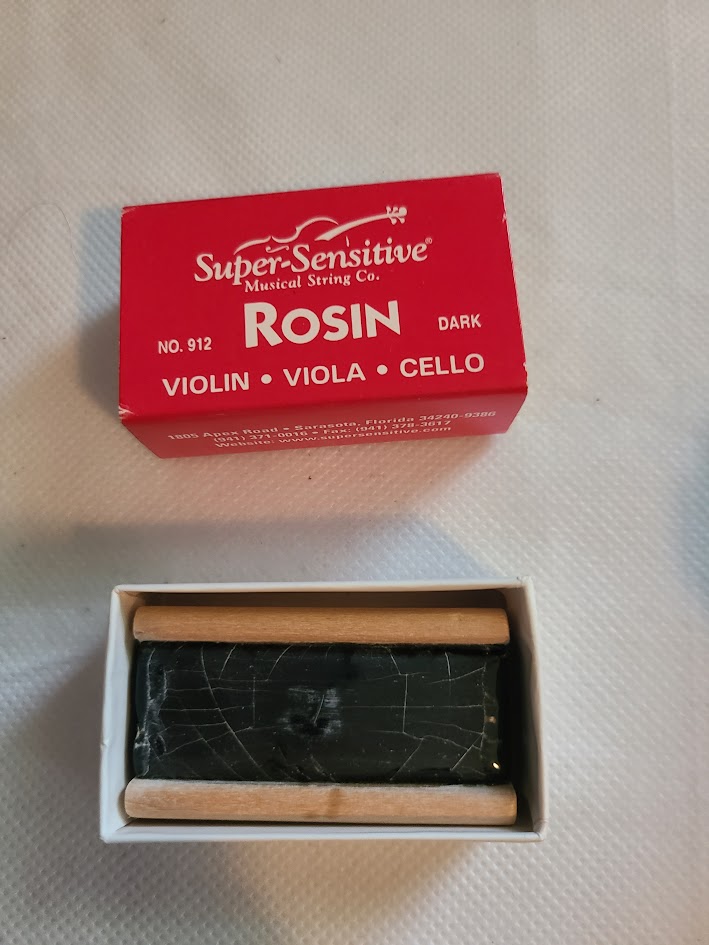 Super-Sensitive®
Musical String Co.
ROSIN
NO. 912
DARK
VIOLIN • VIOLA • CELLO
1805 Apex Road • Sarasota, Florida 34240-9386
(941) 371-0016 • Fax: (941) 378-3617
Website: www.supersensitive.com